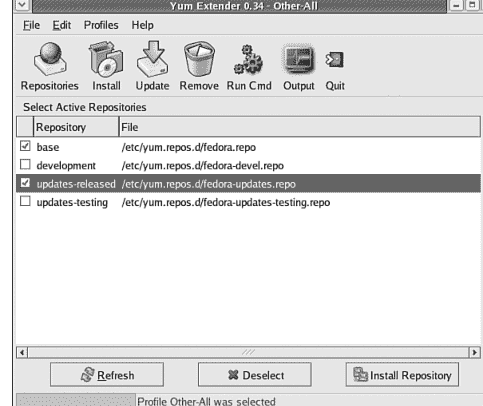 Yum Extender 0.34 - Other-All
File Edit Profiles Help
Repositories Install Update Remove Run Cmd Output Quit
Select Active Repositories
Repository File
base /etc/yum.repos.d/fedora.repo
development /etc/yum.repos.d/fedora-devel.repo
updates-released /etc/yum.repos.d/fedora-updates.repo
updates-testing /etc/yum.repos.d/fedora-updates-testing.repo
Refresh Deselect Install Repository
Profile Other-All was selected